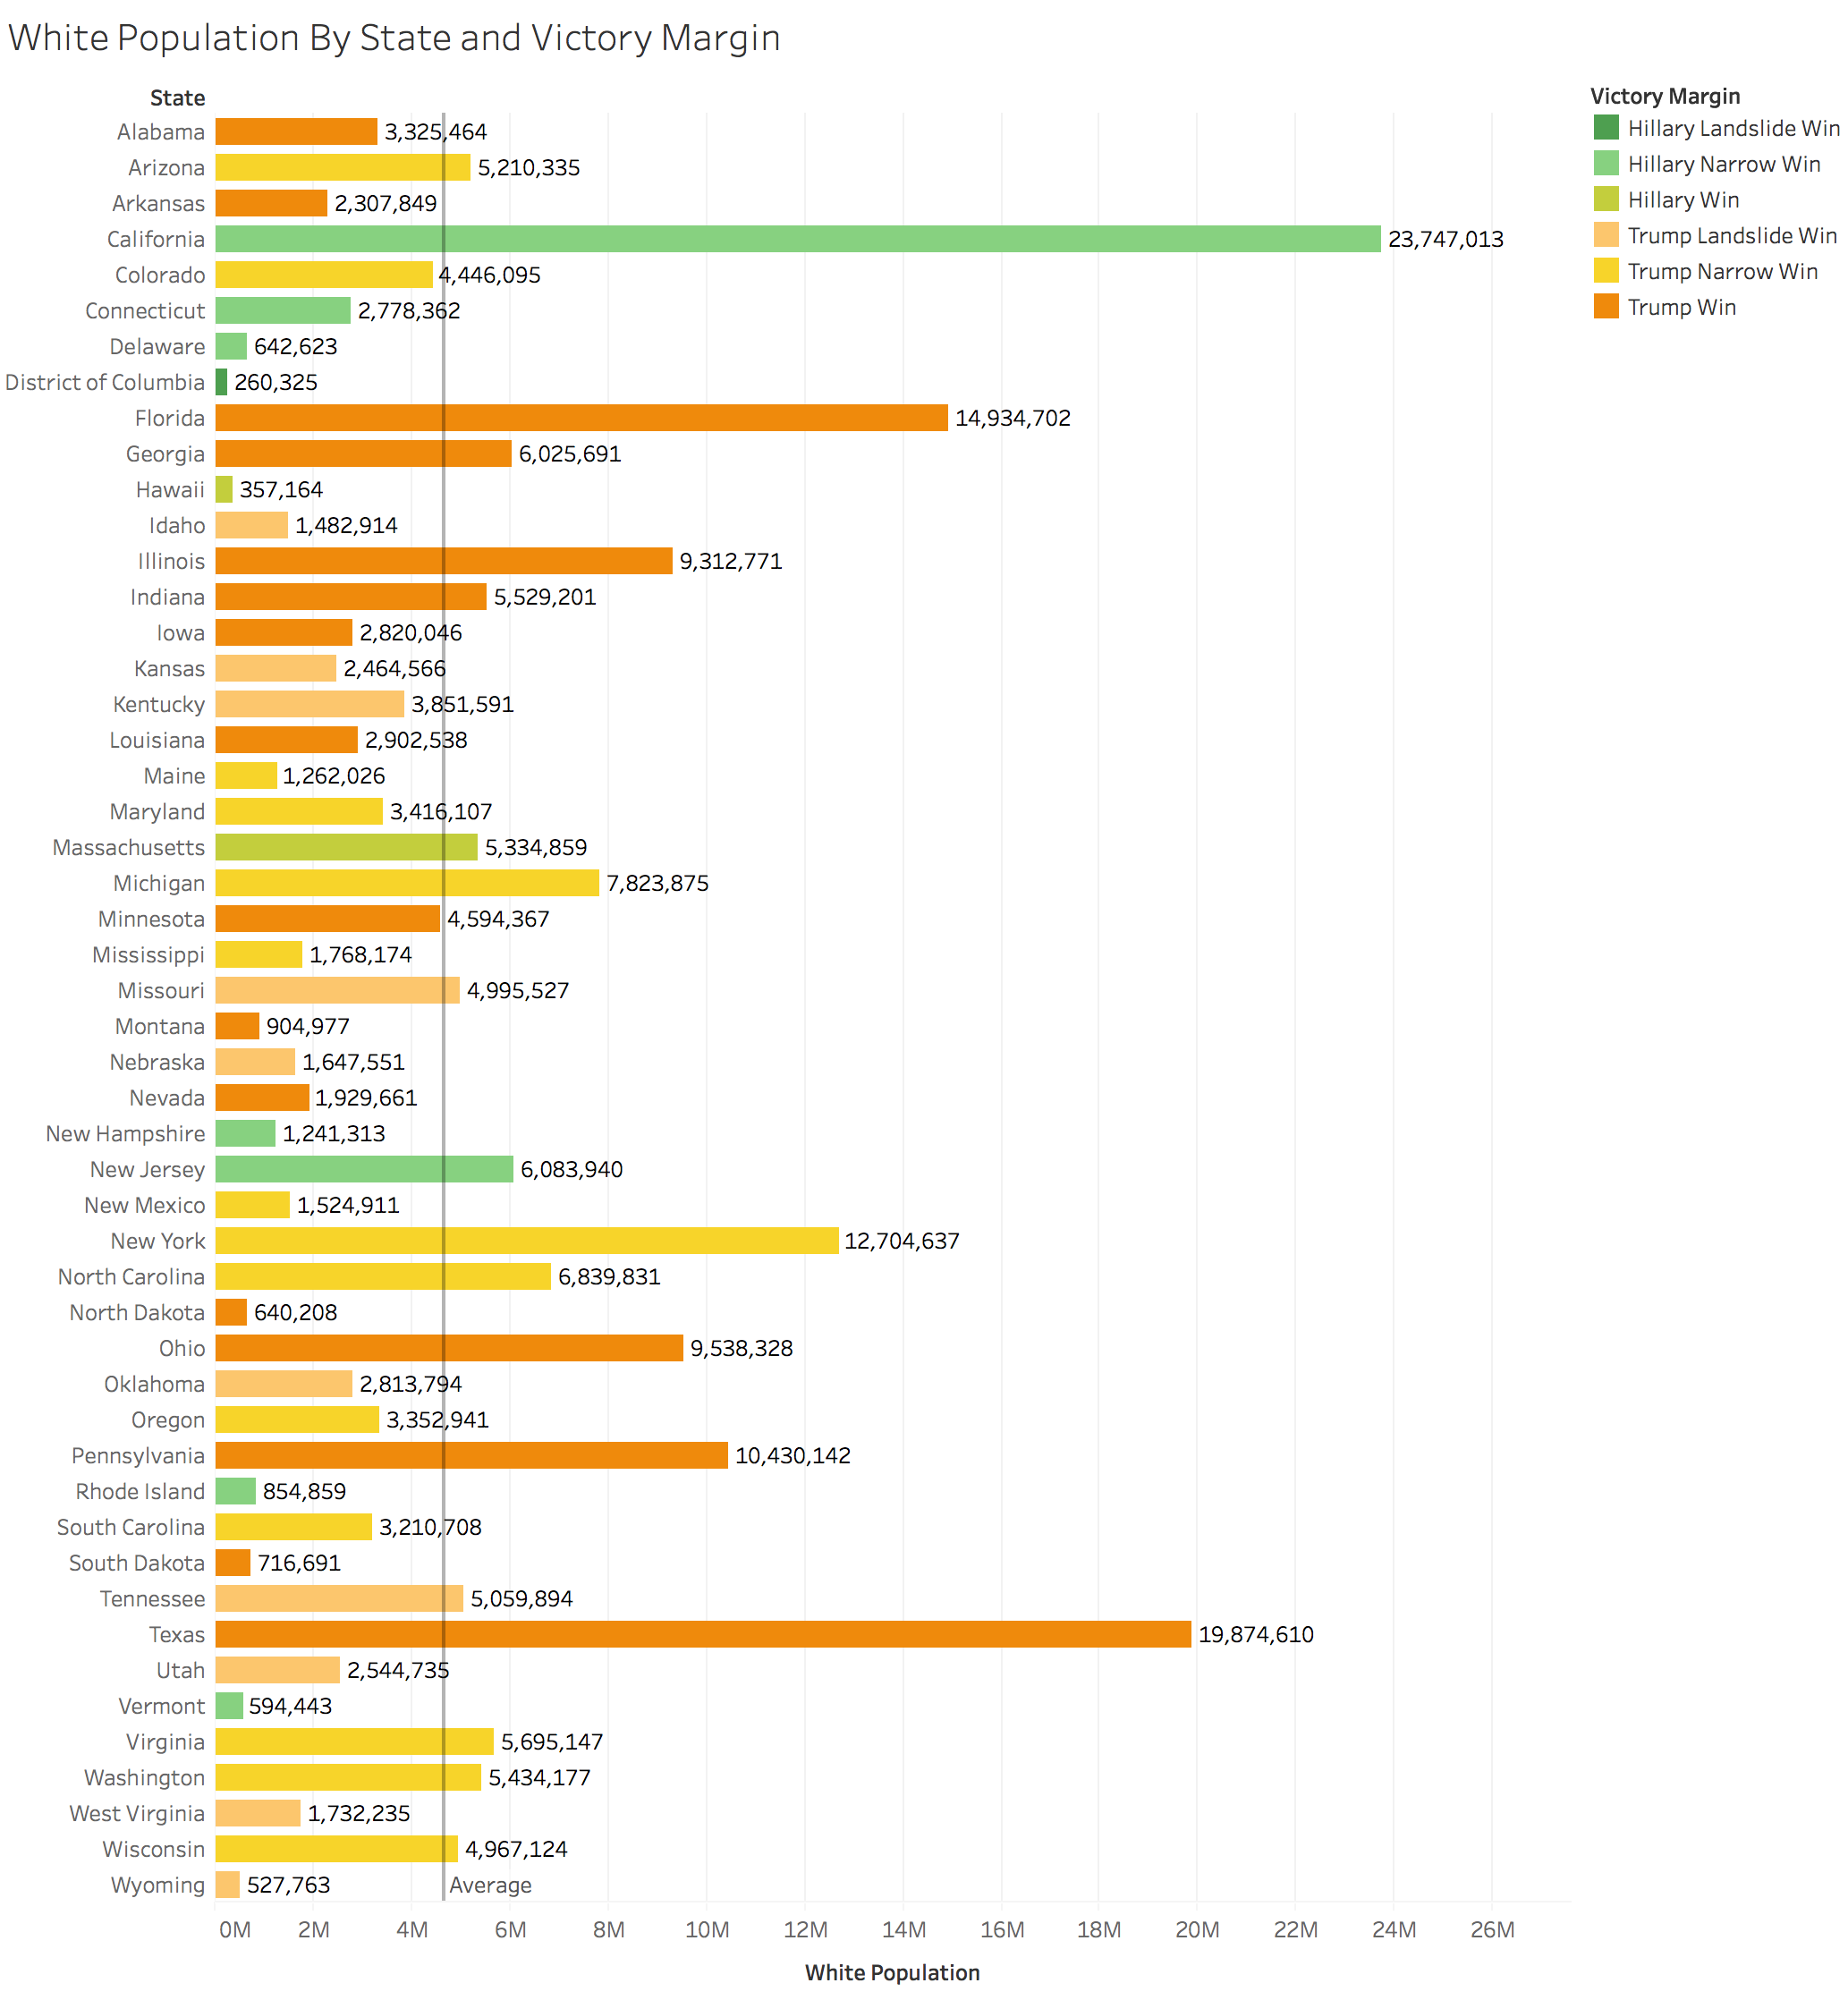 White Population By State and Victory Margin
State
Alabama 3,325,464
Arizona 5,210,335
Arkansas 2,307,849
California 23,747,013
Colorado 4,446,095
Connecticut 2,778,362
Delaware 642,623
District of Columbia 260,325
Florida 14,934,702
Georgia 6,025,691
Hawaii 357,164
Idaho 1,482,914
Illinois 9,312,771
Indiana 5,529,201
Iowa 2,820,046
Kansas 2,464,566
Kentucky 3,851,591
Louisiana 2,902,538
Maine 1,262,026
Maryland 3,416,107
Massachusetts 5,334,859
Michigan 7,823,875
Minnesota 4,594,367
Mississippi 1,768,174
Missouri 4,995,527
Montana 904,977
Nebraska 1,647,551
Nevada 1,929,661
New Hampshire 1,241,313
New Jersey 6,083,940
New Mexico 1,524,911
New York 12,704,637
North Carolina 6,839,831
North Dakota 640,208
Ohio 9,538,328
Oklahoma 2,813,794
Oregon 3,352,941
Pennsylvania 10,430,142
Rhode Island 854,859
South Carolina 3,210,708
South Dakota 716,691
Tennessee 5,059,894
Texas 19,874,610
Utah 2,544,735
Vermont 594,443
Virginia 5,695,147
Washington 5,434,177
West Virginia 1,732,235
Wisconsin 4,967,124
Wyoming 527,763 Average
0M 2M 4M 6M 8M 10M 12M 14M 16M 18M 20M 22M 24M 26M
White Population
Victory Margin
Hillary Landslide Win
Hillary Narrow Win
Hillary Win
Trump Landslide Win
Trump Narrow Win
Trump Win